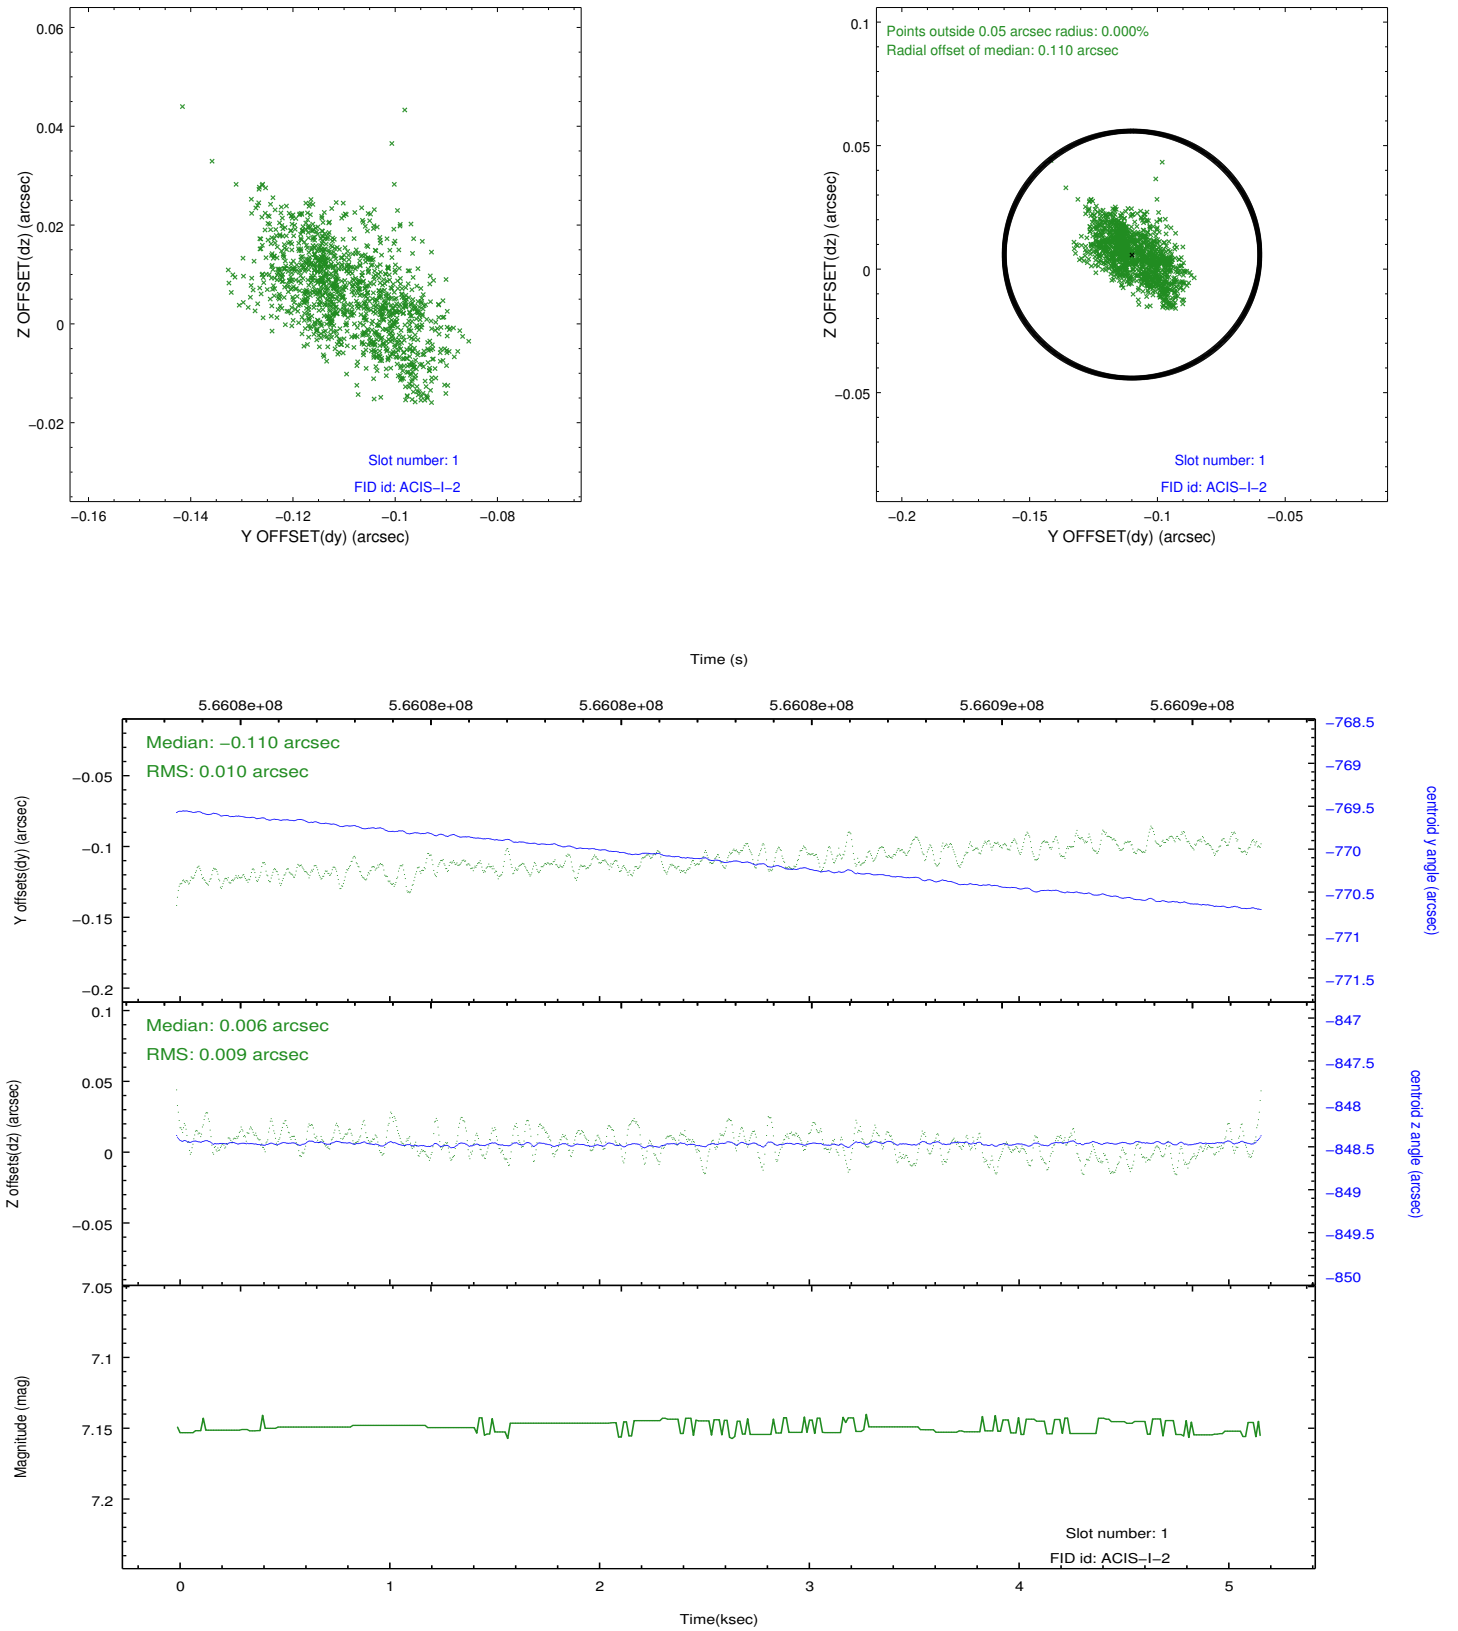 0.06
0.04
0.02
0
−0.02
Z OFFSET(dz) (arcsec)
Slot number: 1
FID id: ACIS−I−2
−0.16
−0.14
−0.12
−0.1
−0.08
Y OFFSET(dy) (arcsec)
Points outside 0.05 arcsec radius: 0.000%
Radial offset of median: 0.110 arcsec
0.1
0.05
0
−0.05
Z OFFSET(dz) (arcsec)
Slot number: 1
FID id: ACIS−I−2
−0.2
−0.15
−0.1
−0.05
Y OFFSET(dy) (arcsec)
Time (s)
5.6608e+08
5.6608e+08
5.6608e+08
5.6608e+08
5.6609e+08
5.6609e+08
Median: −0.110 arcsec
RMS: 0.010 arcsec
−0.05
−0.1
−0.15
−0.2
Y offsets(dy) (arcsec)
−768.5
−769
−769.5
−770
−770.5
−771
−771.5
centroid y angle (arcsec)
Median: 0.006 arcsec
RMS: 0.009 arcsec
0.1
0.05
0
−0.05
Z offsets(dz) (arcsec)
−847
−847.5
−848
−848.5
−849
−849.5
−850
centroid z angle (arcsec)
7.05
7.1
7.15
7.2
Magnitude (mag)
Slot number: 1
FID id: ACIS−I−2
0
1
2
3
4
5
Time(ksec)